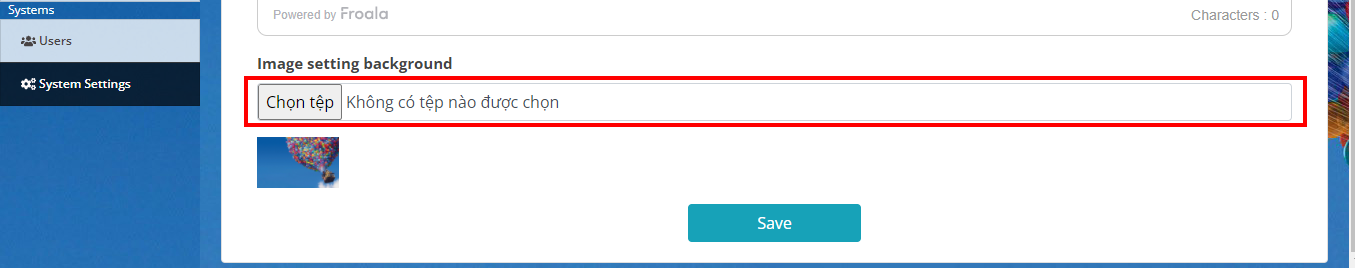 Systems
Users
System Settings
Powered by Froala
Characters : 0
Image setting background
Chọn tệp Không có tệp nào được chọn
Save